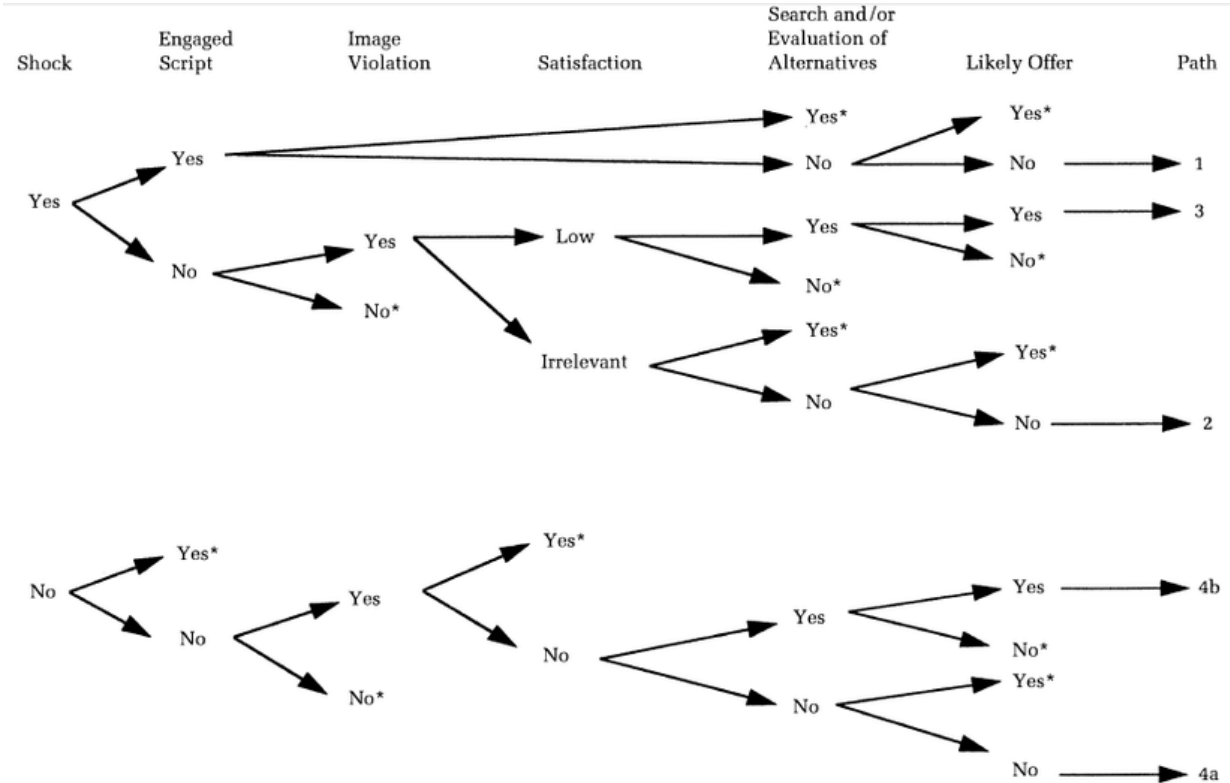 Shock
Engaged
Script
Image
Violation
Satisfaction
Search and/or
Evaluation of
Alternatives
Likely Offer
Path
Yes*
Yes*
Yes
No
No
1
Yes
Yes
Low
Yes
Yes
3
No
No*
No*
No*
Yes*
Irrelevant
Yes*
No
No
2
Yes*
Yes*
No
Yes
Yes
Yes
4b
No
No
No*
Yes*
No*
No
No
4a